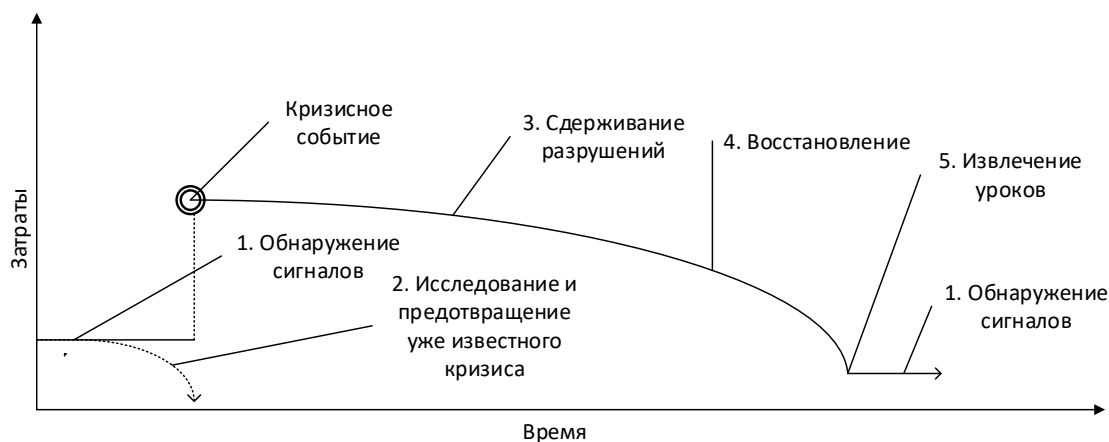 Кризисное
событие
3. Сдерживание
разрушений
4. Восстановление
5. Извлечение
уроков
Затраты
1. Обнаружение
сигналов
2. Исследование и
предотвращение
уже известного
кризиса
1. Обнаружение
сигналов
Время